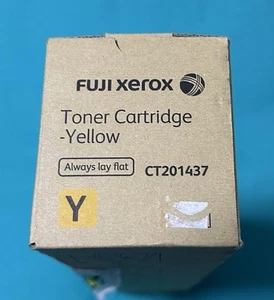 FUJI xerox
Toner Cartridge
-Yellow
Always lay flat CT201437
Y